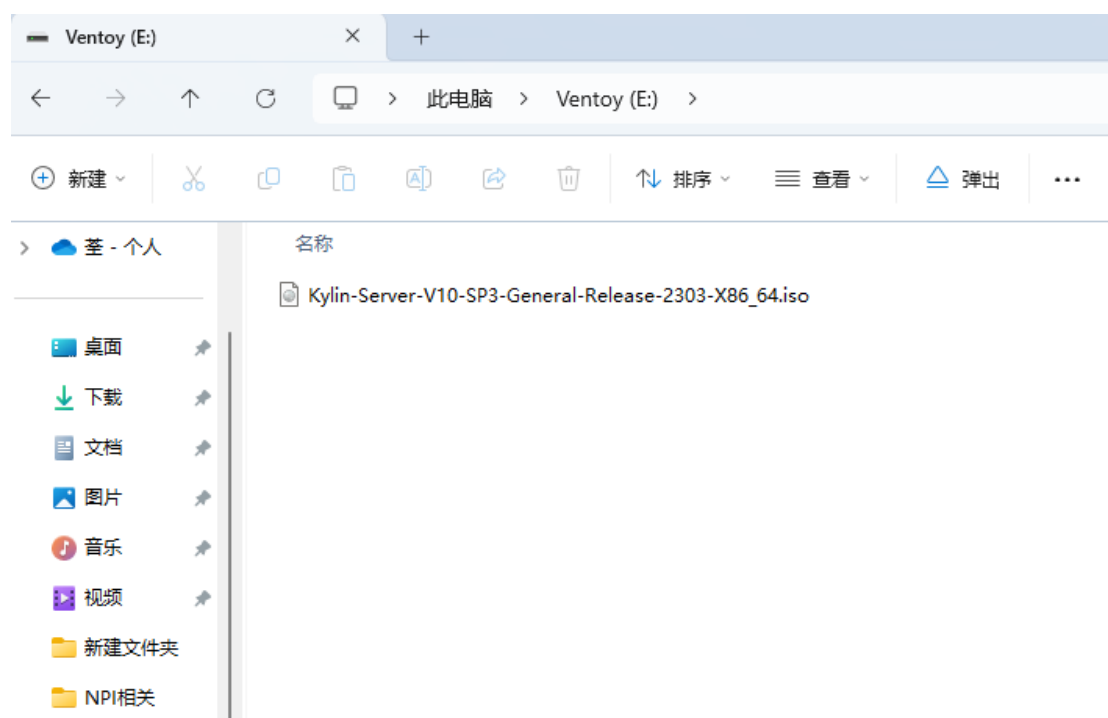 Ventoy (E:)
此电脑 > Ventoy (E:) >
新建 排序 查看 弹出 ...
荃 - 个人
名称
Kylin-Server-V10-SP3-General-Release-2303-X86_64.iso
桌面
下载
文档
图片
音乐
视频
新建文件夹
NPI相关